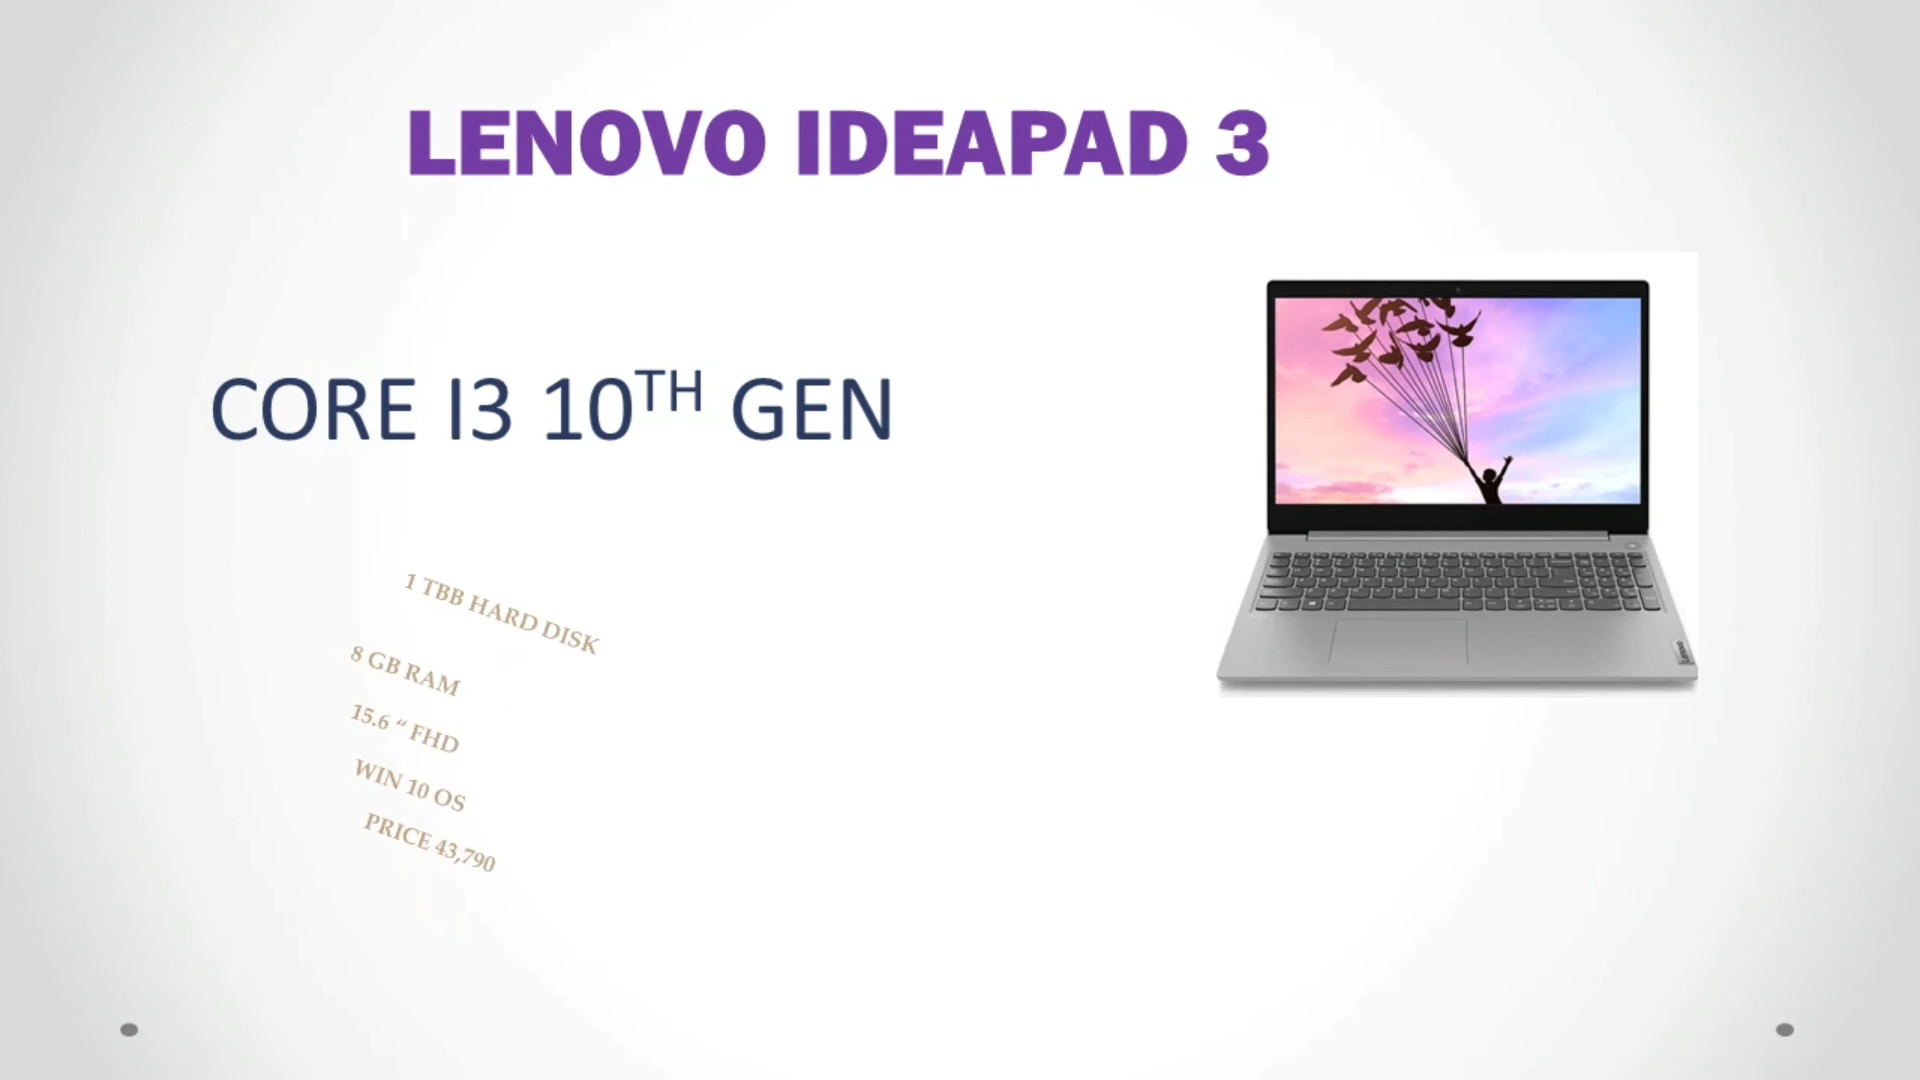 LENOVO IDEAPAD 3
CORE I3 10TH GEN
1 TBB HARD DISK
8 GB RAM
15.6 “ FHD
WIN 10 OS
PRICE 43,790
Lenovo